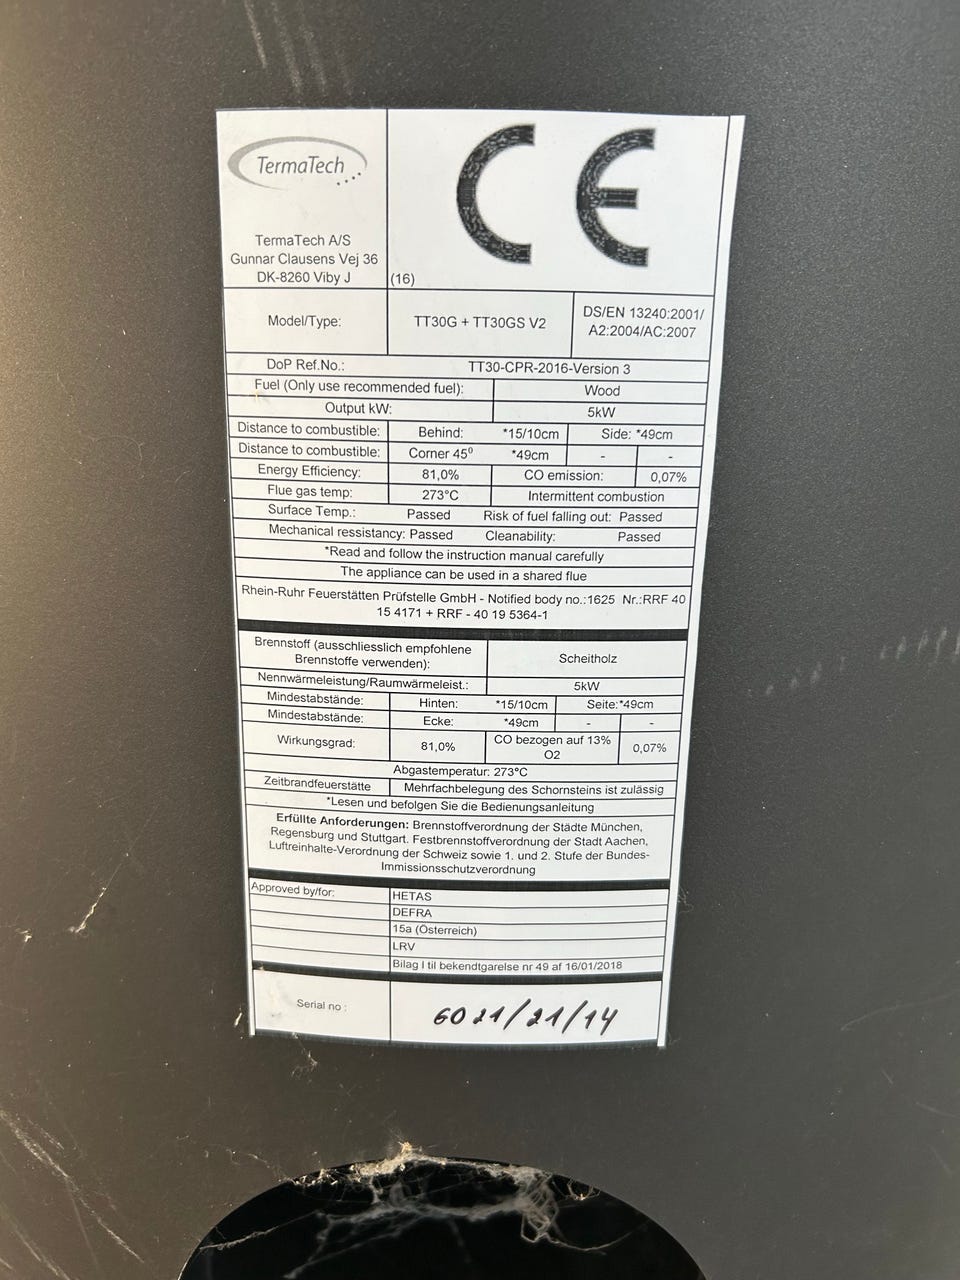 TermaTech
CE
TermaTech A/S
Gunnar Clausens Vej 36
DK-8260 Viby J
(16)
Model/Type: TT30G + TT30GS V2 DS/EN 13240:2001/
A2:2004/AC:2007
DoP Ref.No.: TT30-CPR-2016-Version 3
Fuel (Only use recommended fuel): Wood
Output kW: 5kW
Distance to combustible: Behind: *15/10cm Side: *49cm
Distance to combustible: Corner 45⁰ *49cm - -
Energy Efficiency: 81,0% CO emission: 0,07%
Flue gas temp: 273°C Intermittent combustion
Surface Temp.: Passed Risk of fuel falling out: Passed
Mechanical ressistancy: Passed Cleanability: Passed
*Read and follow the instruction manual carefully
The appliance can be used in a shared flue
Rhein-Ruhr Feuerstätten Prüfstelle GmbH - Notified body no.:1625 Nr.:RRF 40
15 4171 + RRF - 40 19 5364-1
Brennstoff (ausschliesslich empfohlene
Brennstoffe verwenden): Scheitholz
Nennwärmeleistung/Raumwärmeleist.: 5kW
Mindestabstände: Hinten: *15/10cm Seite:*49cm
Mindestabstände: Ecke: *49cm - -
Wirkungsgrad: 81,0% CO bezogen auf 13%
O2 0,07%
Abgastemperatur: 273°C
Zeitbrandfeuerstätte Mehrfachbelegung des Schornsteins ist zulässig
*Lesen und befolgen Sie die Bedienungsanleitung
Erfüllte Anforderungen: Brennstoffverordnung der Städte München,
Regensburg und Stuttgart. Festbrennstoffverordnung der Stadt Aachen,
Luftreinhalte-Verordnung der Schweiz sowie 1. und 2. Stufe der Bundes-
Immissionsschutzverordnung
Approved by/for: HETAS
DEFRA
15a (Österreich)
LRV
Bilag I til bekendtgarelse nr 49 af 16/01/2018
Serial no : 6021/21/14